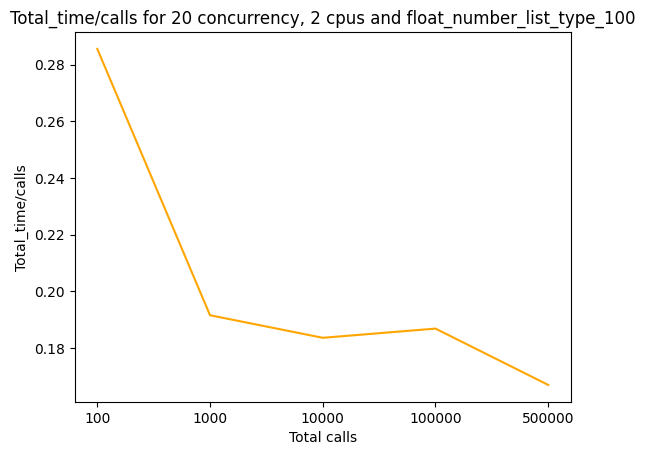 Total_time/calls for 20 concurrency, 2 cpus and float_number_list_type_100
Total_time/calls
0.28
0.26
0.24
0.22
0.20
0.18
100 1000 10000 100000 500000
Total calls